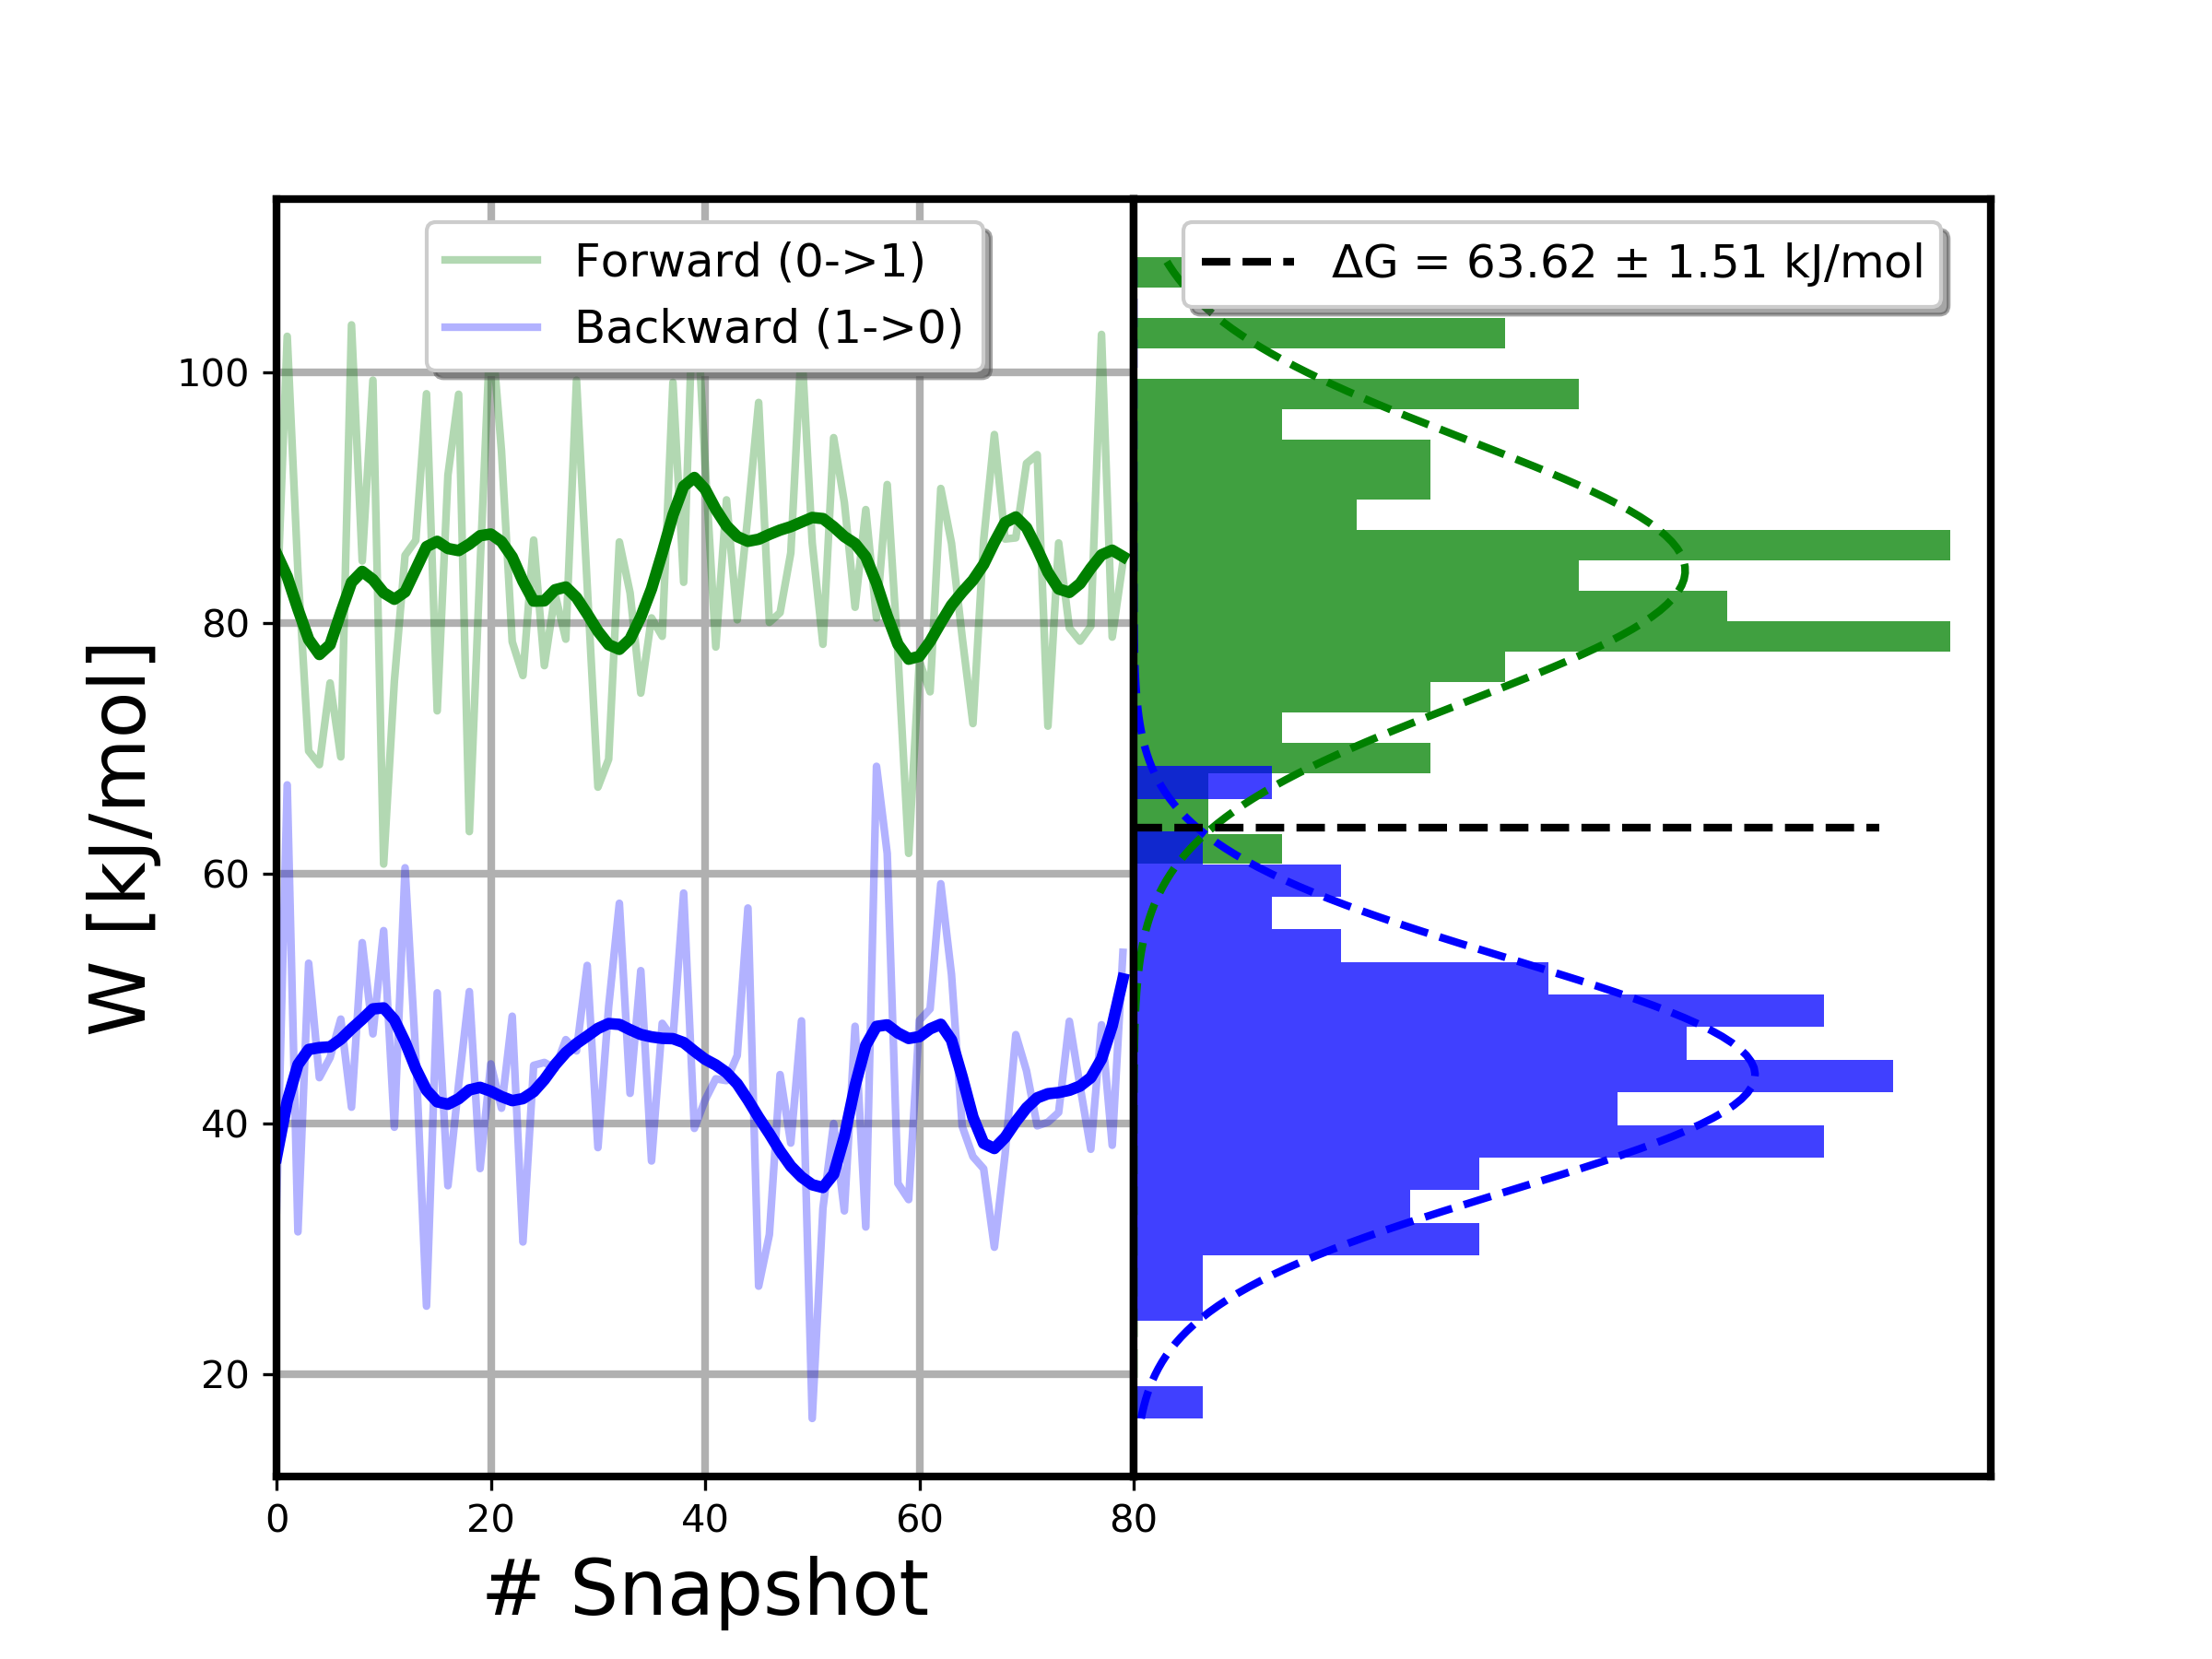 Forward (0->1)
Backward (1->0)
ΔG = 63.62 ± 1.51 kJ/mol
100
80
60
40
20
W [kJ/mol]
0 20 40 60 80
# Snapshot